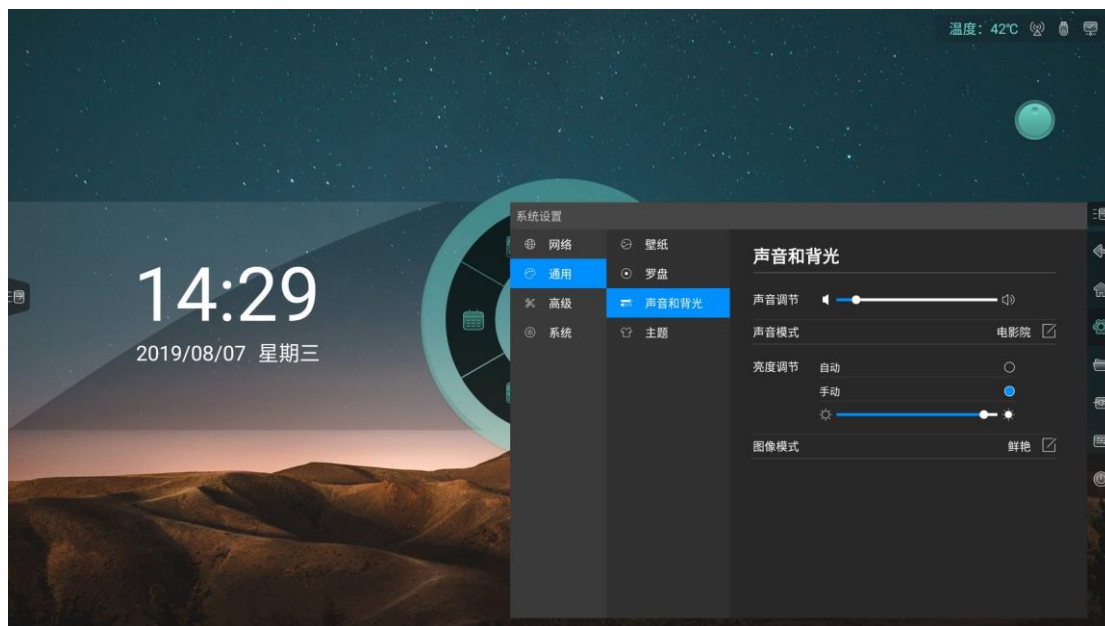 温度：42℃
14:29
2019/08/07 星期三
系统设置
网络
通用
高级
系统
壁纸
罗盘
声音和背光
主题
声音和背光
声音调节
声音模式 电影院
亮度调节 自动
手动
图像模式 鲜艳